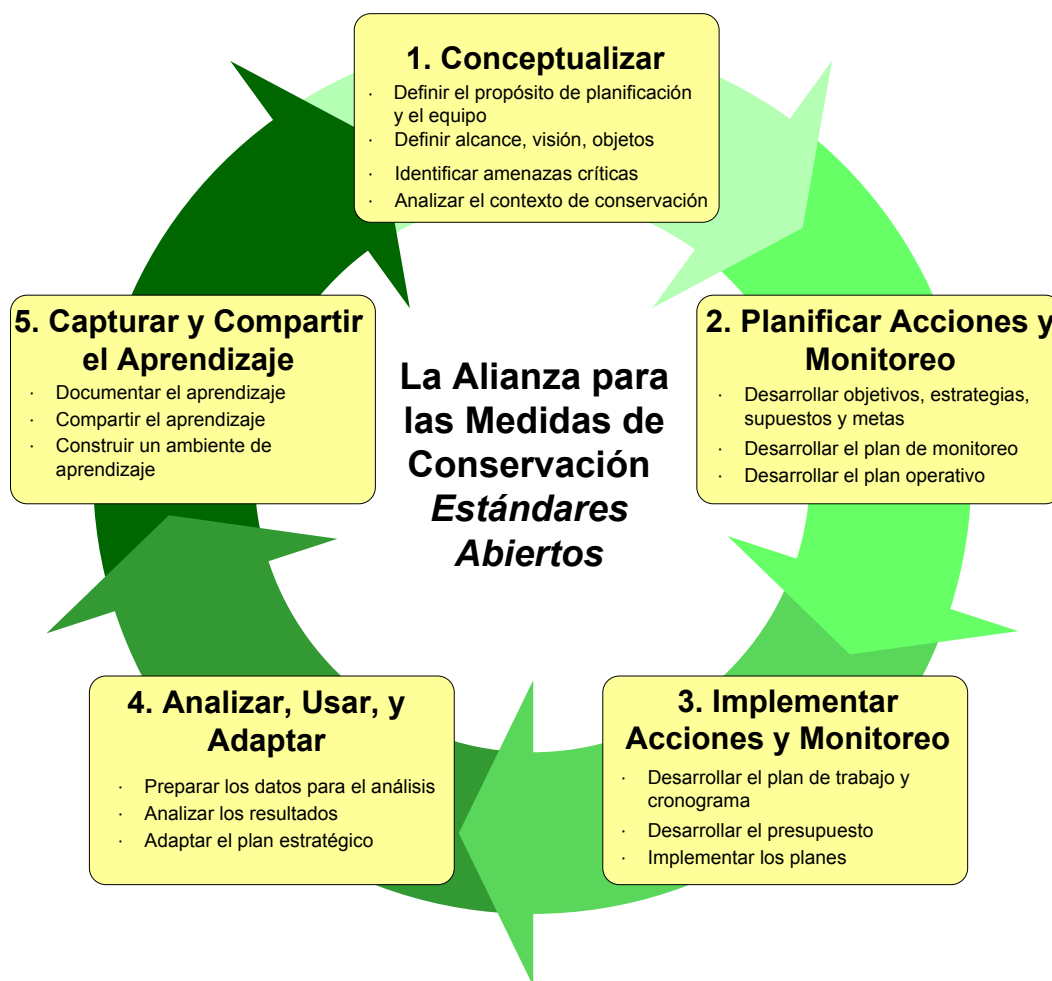 1. Conceptualizar
· Definir el propósito de planificación
y el equipo
· Definir alcance, visión, objetos
· Identificar amenazas críticas
· Analizar el contexto de conservación
2. Planificar Acciones y
Monitoreo
· Desarrollar objetivos, estrategias,
supuestos y metas
· Desarrollar el plan de monitoreo
· Desarrollar el plan operativo
3. Implementar
Acciones y Monitoreo
· Desarrollar el plan de trabajo y
cronograma
· Desarrollar el presupuesto
· Implementar los planes
4. Analizar, Usar, y
Adaptar
· Preparar los datos para el análisis
· Analizar los resultados
· Adaptar el plan estratégico
5. Capturar y Compartir
el Aprendizaje
· Documentar el aprendizaje
· Compartir el aprendizaje
· Construir un ambiente de
aprendizaje
La Alianza para
las Medidas de
Conservación
Estándares
Abiertos